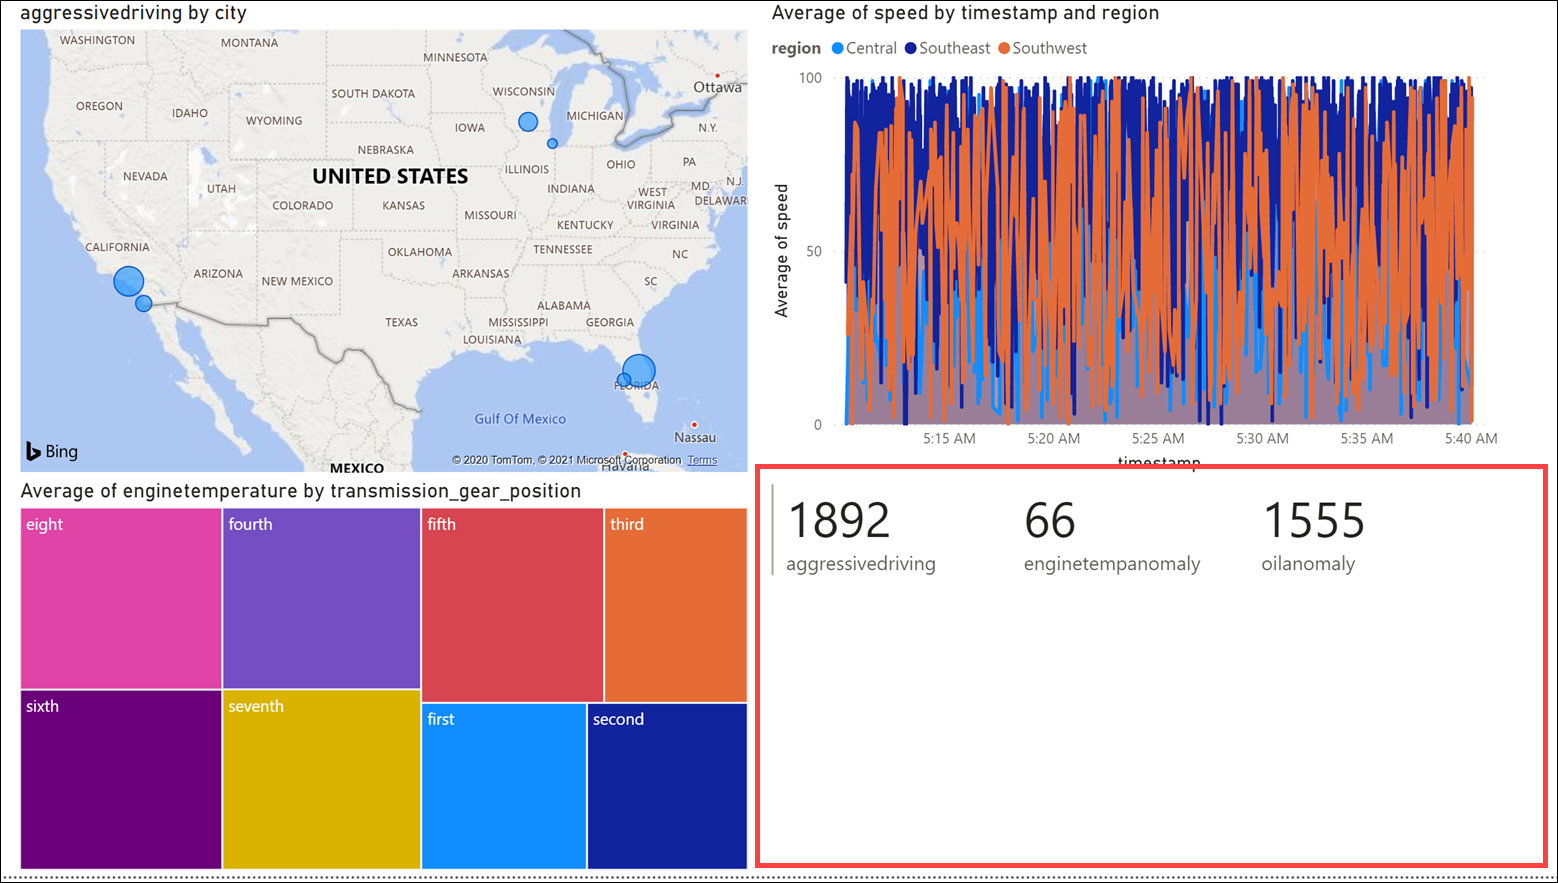 aggressivedriving by city
WASHINGTON
MONTANA
MINNESOTA
Ottawa
OREGON
IDAHO
SOUTH DAKOTA
WISCONSIN
WYOMING
MICHIGAN
IOWA
N.Y.
NEBRASKA
NEVADA
UTAH
UNITED STATES
ILLINOIS
OHIO
PA
INDIANA
WEST
VIRGINIA
MD.
N.J.
DELAWAR
COLORADO
KANSAS
MISSOURI
KENTUCKY
VIRGINIA
CALIFORNIA
OKLAHOMA
TENNESSEE
NC
ARIZONA
NEW MEXICO
ARKANSAS
SC
ALABAMA
TEXAS
MISSISSIPPI
GEORGIA
LOUISIANA
FLORIDA
Gulf Of Mexico
Nassau
Bing
MEXICO
Havana
© 2020 TomTom, © 2021 Microsoft Corporation Terms
Average of speed by timestamp and region
region Central Southeast Southwest
100
50
0
Average of speed
5:15 AM 5:20 AM 5:25 AM 5:30 AM 5:35 AM 5:40 AM
timestamp
Average of enginetemperature by transmission_gear_position
eight
fourth
fifth
third
sixth
seventh
first
second
1892 66 1555
aggressivedriving enginetempanomaly oilanomaly